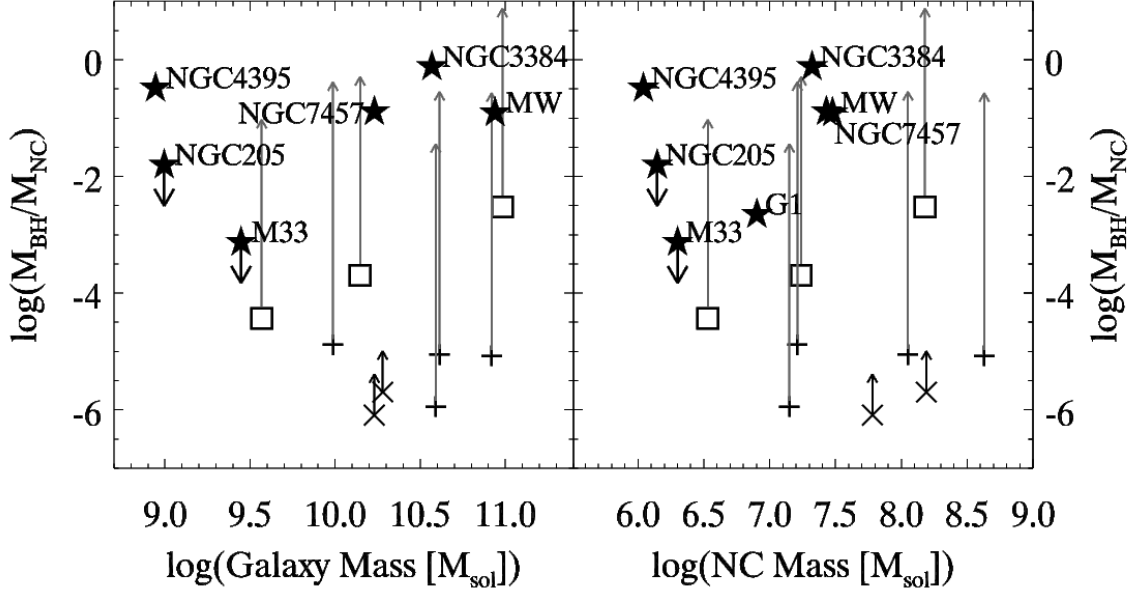 0
-2
-4
-6
log(M_BH/M_NC)
NGC4395
NGC3384
NGC7457
MW
NGC205
M33
9.0 9.5 10.0 10.5 11.0
log(Galaxy Mass [M_sol])
NGC3384
NGC4395
MW
NGC7457
NGC205
G1
M33
6.0 6.5 7.0 7.5 8.0 8.5 9.0
log(NC Mass [M_sol])
0
-2
-4
-6
log(M_BH/M_NC)